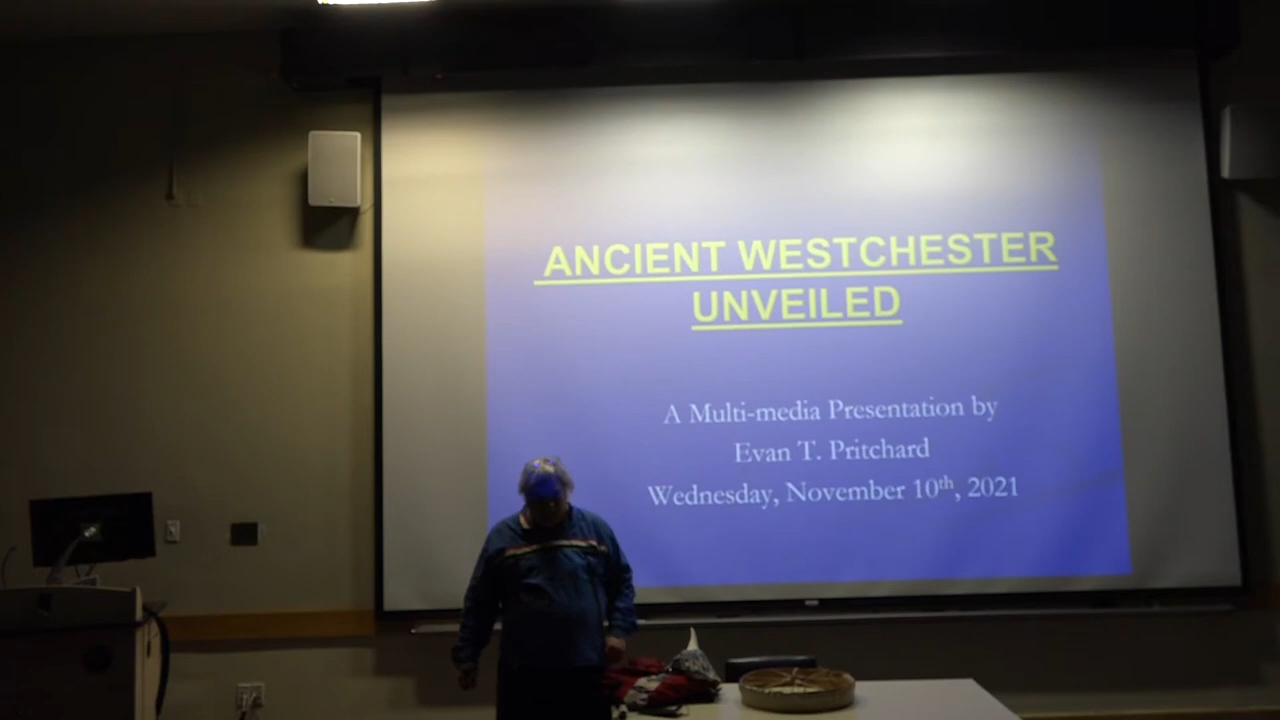 ANCIENT WESTCHESTER
UNVEILED
A Multi-media Presentation by
Evan T. Pritchard
Wednesday, November 10th, 2021